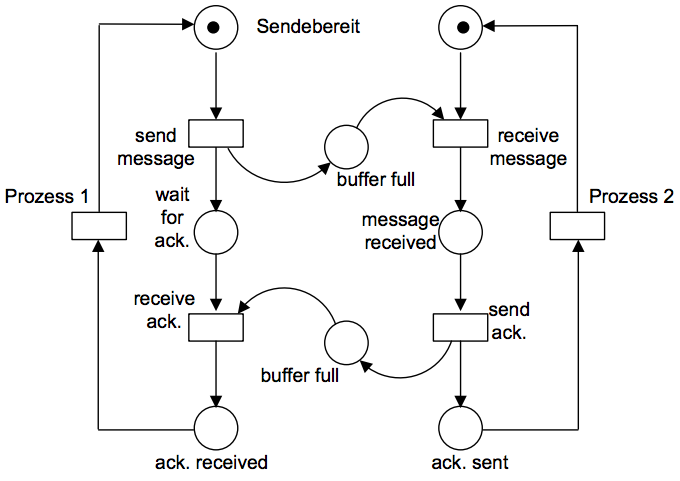 Sendebereit
send
message
receive
message
buffer full
Prozess 1
wait
for
ack.
message
received
Prozess 2
receive
ack.
send
ack.
buffer full
ack. received
ack. sent